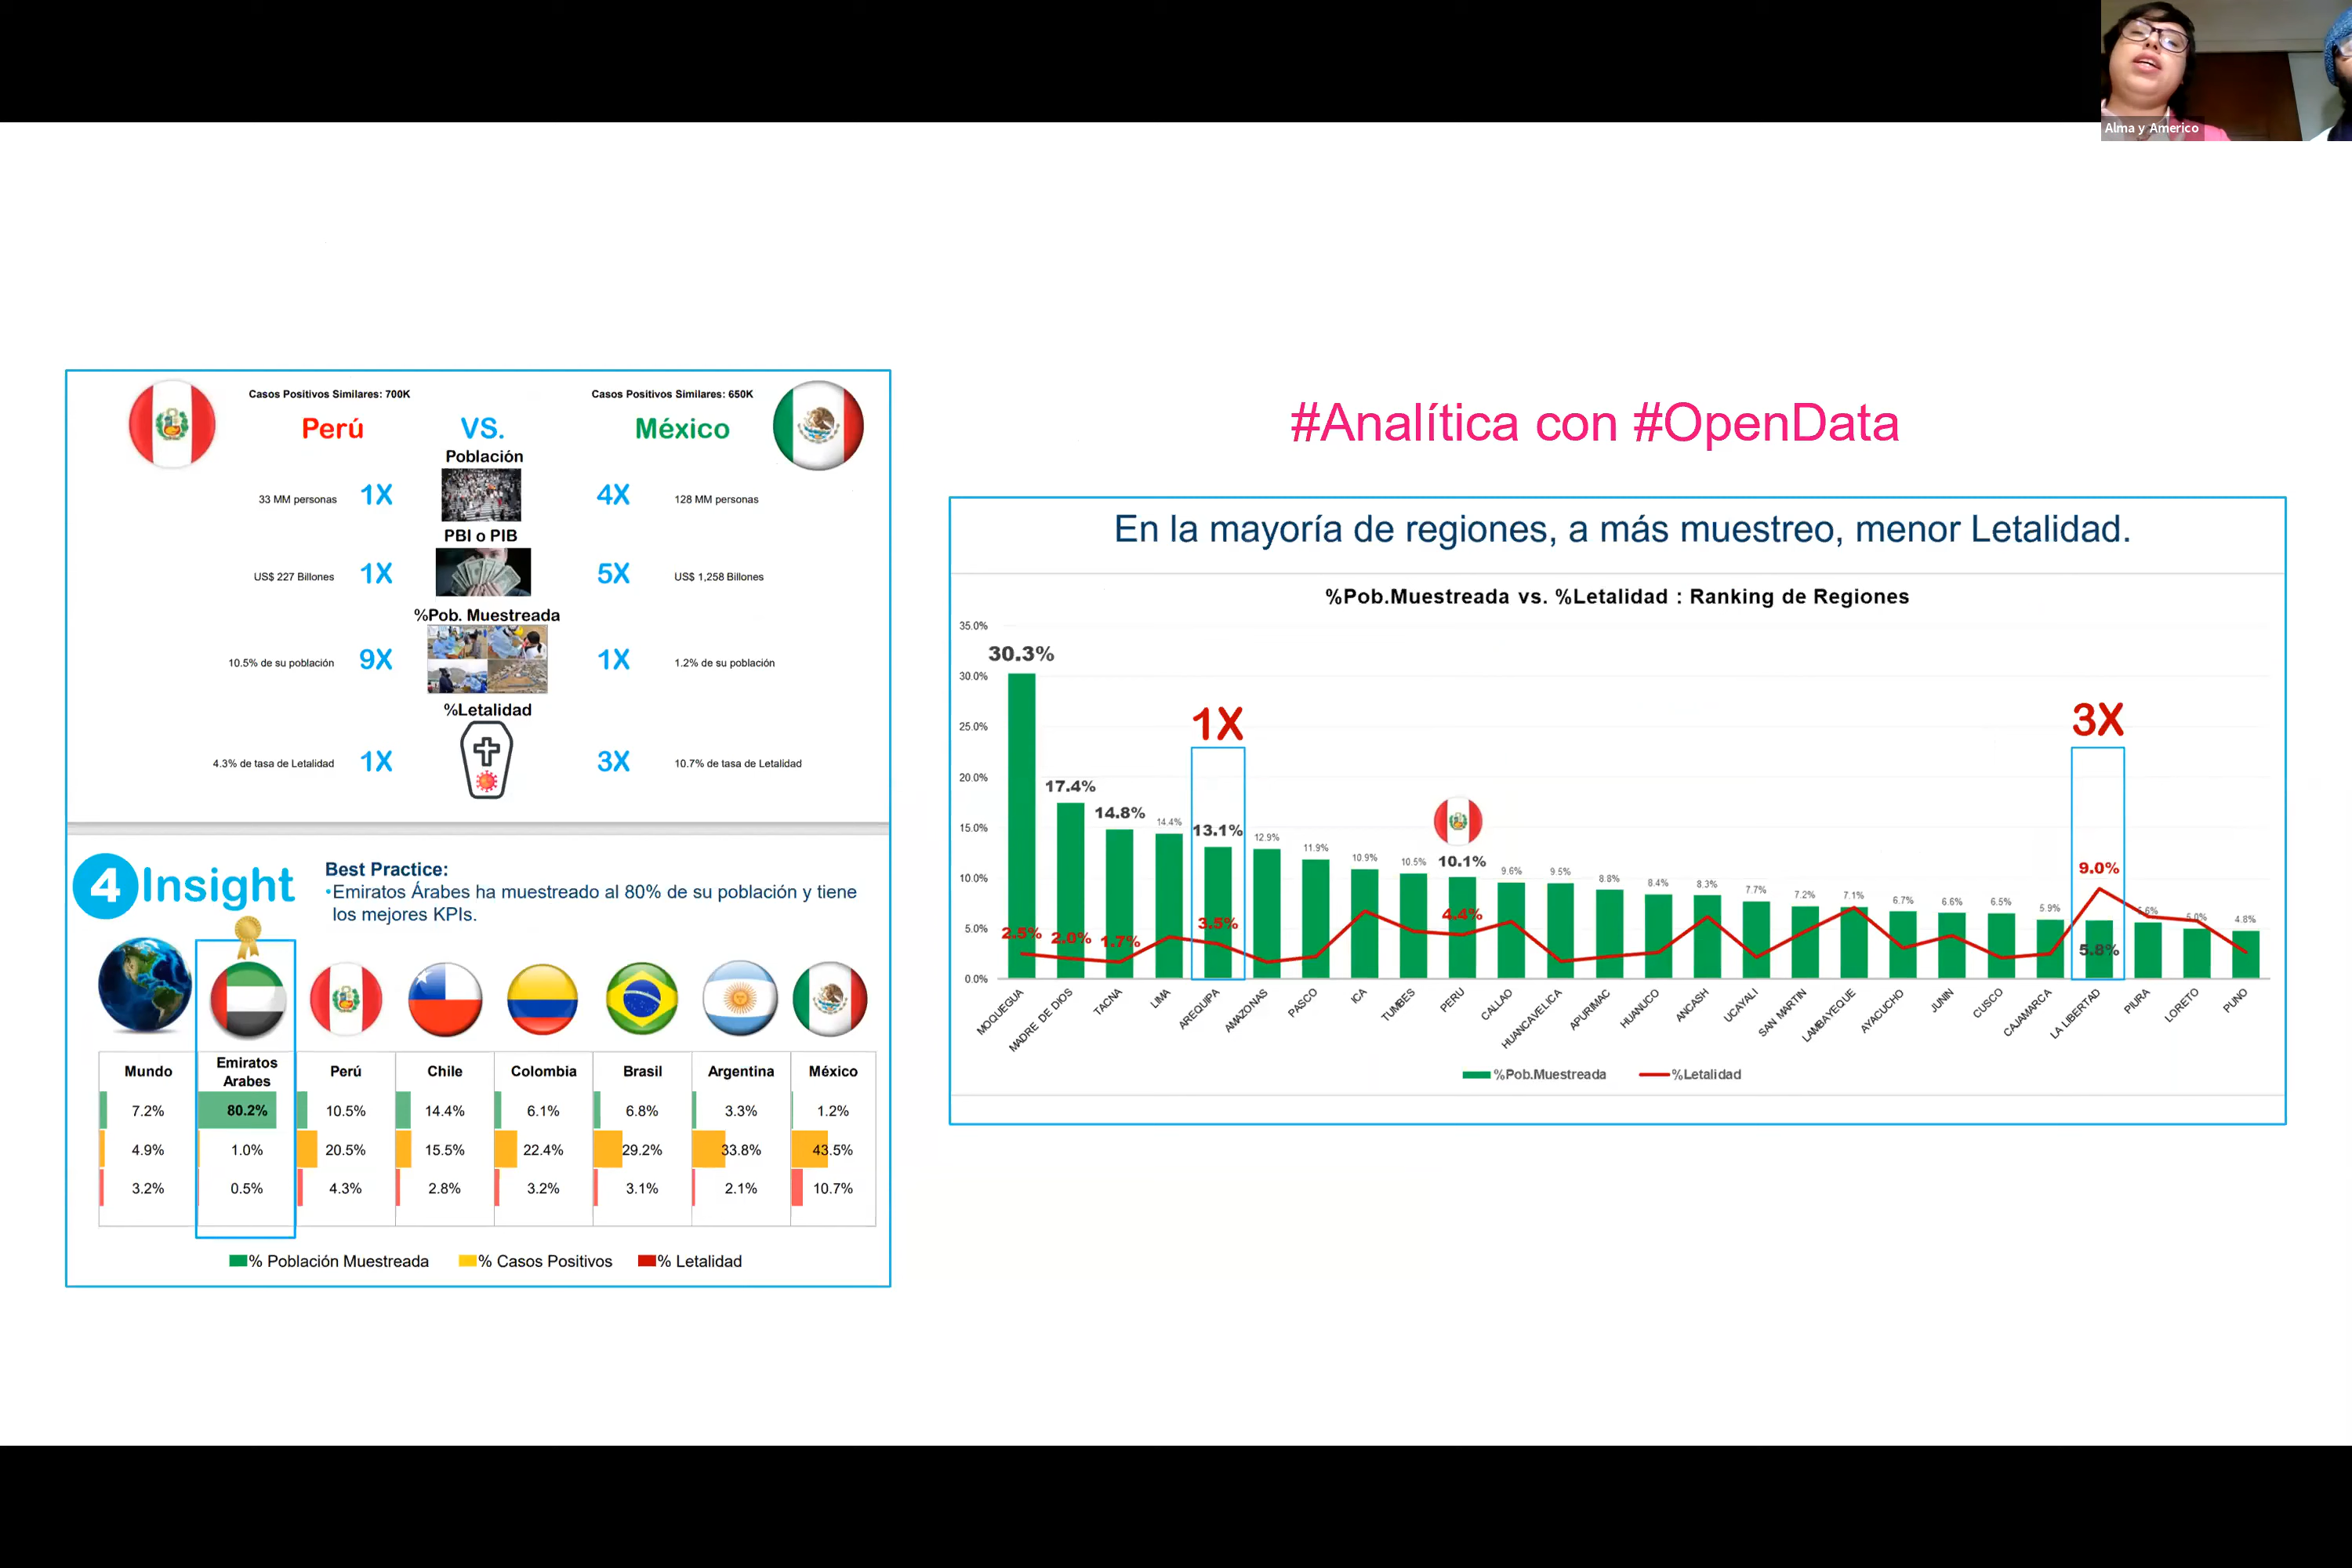 Alma y Americo
Casos Positivos Similares: 700K
Casos Positivos Similares: 650K
Perú VS. México
Población
33 MM personas 1X 4X 128 MM personas
PBI o PIB
US$ 227 Billones 1X 5X US$ 1,258 Billones
%Pob. Muestreada
10.5% de su población 9X 1X 1.2% de su población
%Letalidad
4.3% de tasa de Letalidad 1X 3X 10.7% de tasa de Letalidad
4 Insight
Best Practice:
•Emiratos Árabes ha muestreado al 80% de su población y tiene
los mejores KPIs.
Mundo Emiratos Arabes Perú Chile Colombia Brasil Argentina México
7.2% 80.2% 10.5% 14.4% 6.1% 6.8% 3.3% 1.2%
4.9% 1.0% 20.5% 15.5% 22.4% 29.2% 33.8% 43.5%
3.2% 0.5% 4.3% 2.8% 3.2% 3.1% 2.1% 10.7%
% Población Muestreada % Casos Positivos % Letalidad
#Analítica con #OpenData
En la mayoría de regiones, a más muestreo, menor Letalidad.
%Pob.Muestreada vs. %Letalidad : Ranking de Regiones
35.0%
30.0%
25.0%
20.0%
15.0%
10.0%
5.0%
0.0%
1X 3X
30.3% 17.4% 14.8% 14.4% 13.1% 12.9% 11.9% 10.9% 10.5% 10.1% 9.6% 9.5% 8.8% 8.4% 8.3% 7.7% 7.2% 7.1% 6.7% 6.6% 6.5% 5.9% 5.8% 5.6% 5.0% 4.8%
2.5% 2.0% 1.7% 3.5% 4.4% 9.0%
MOQUEGUA MADRE DE DIOS TACNA LIMA AREQUIPA AMAZONAS PASCO ICA TUMBES PERU CALLAO HUANCAVELICA APURIMAC HUANUCO ANCASH UCAYALI SAN MARTIN LAMBAYEQUE AYACUCHO JUNIN CUSCO CAJAMARCA LA LIBERTAD PIURA LORETO PUNO
%Pob.Muestreada %Letalidad